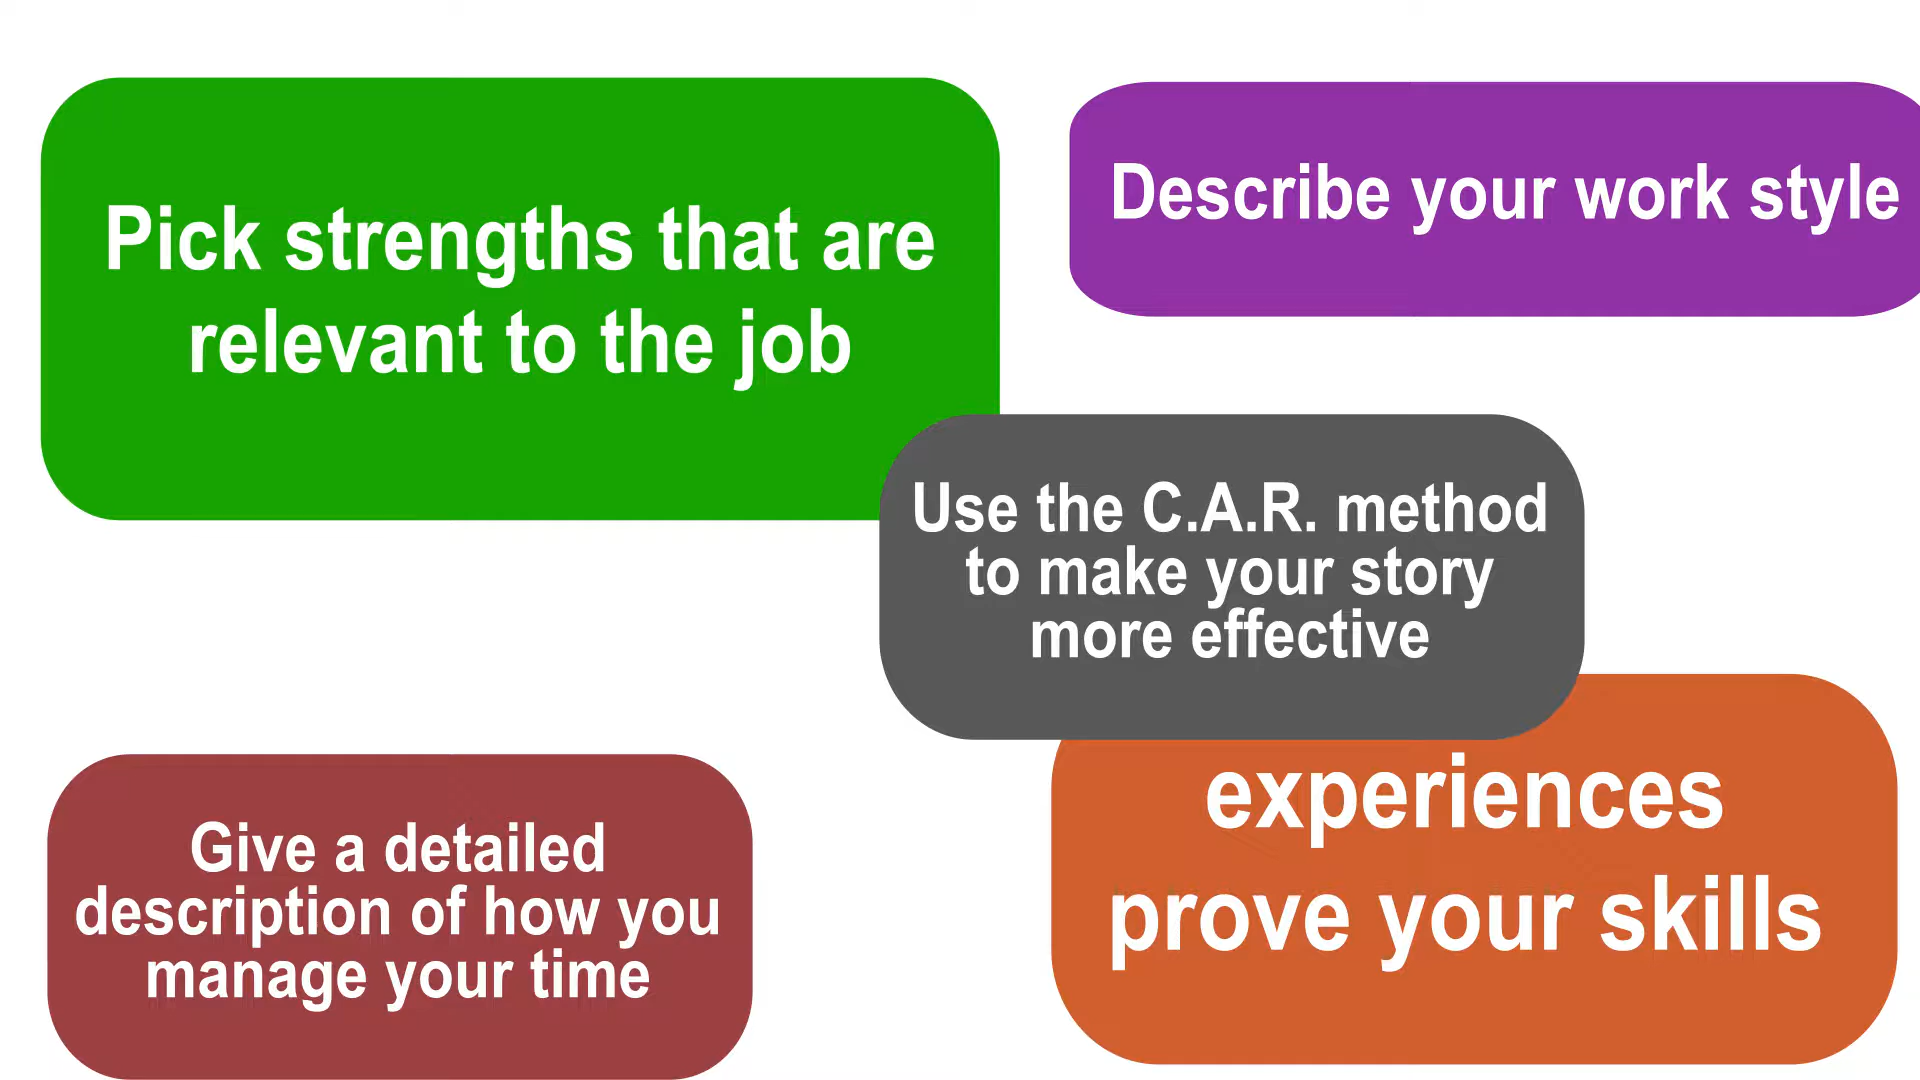 Pick strengths that are
relevant to the job
Describe your work style
Use the C.A.R. method
to make your story
more effective
experiences
prove your skills
Give a detailed
description of how you
manage your time